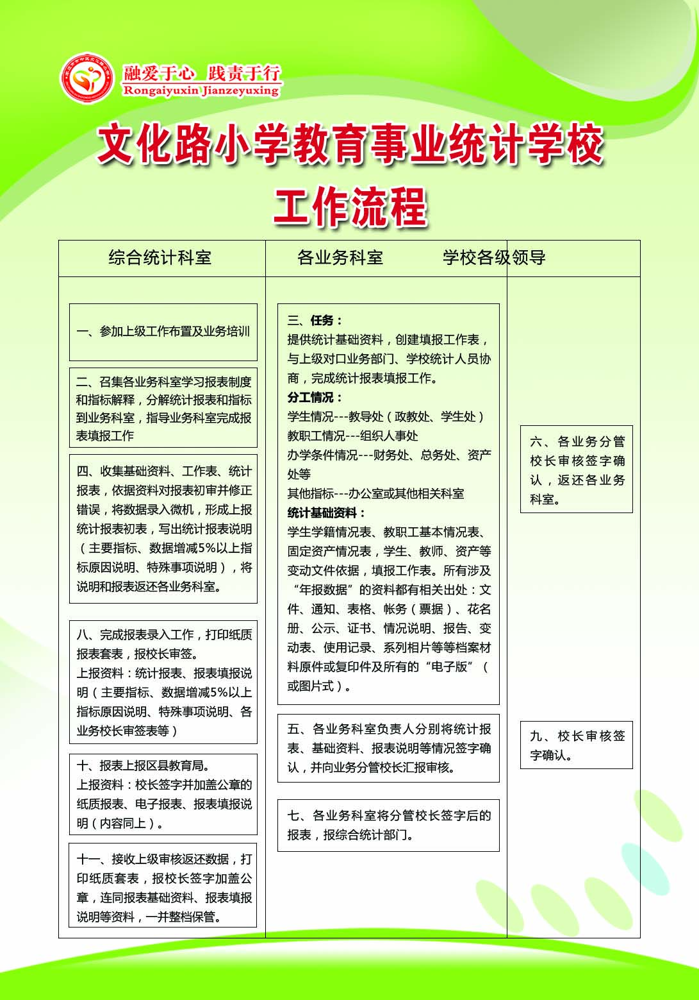 融爱于心 践责于行
Rongaiyuxin Jianzeyuxing
文化路小学教育事业统计学校
工作流程
综合统计科室
各业务科室
学校各级领导
一、参加上级工作布置及业务培训
二、召集各业务科室学习报表制度
和指标解释，分解统计报表和指标
到业务科室，指导业务科室完成报
表填报工作
四、收集基础资料、工作表、统计
报表，依据资料对报表初审并修正
错误，将数据录入微机，形成上报
统计报表初表，写出统计报表说明
（主要指标、数据增减5%以上指
标原因说明、特殊事项说明），将
说明和报表返还各业务科室。
八、完成报表录入工作，打印纸质
报表套表，报校长审签。
上报资料：统计报表、报表填报说
明（主要指标、数据增减5%以上
指标原因说明、特殊事项说明、各
业务校长审签表等）
十、报表上报区县教育局。
上报资料：校长签字并加盖公章的
纸质报表、电子报表、报表填报说
明（内容同上）。
十一、接收上级审核返还数据，打
印纸质套表，报校长签字加盖公
章，连同报表基础资料、报表填报
说明等资料，一并整档保管。
三、任务：
提供统计基础资料，创建填报工作表，
与上级对口业务部门、学校统计人员协
商，完成统计报表填报工作。
分工情况：
学生情况---教导处（政教处、学生处）
教职工情况---组织人事处
办学条件情况---财务处、总务处、资产
处等
其他指标---办公室或其他相关科室
统计基础资料：
学生学籍情况表、教职工基本情况表、
固定资产情况表，学生、教师、资产等
变动文件依据，填报工作表。所有涉及
“年报数据”的资料都有相关出处：文
件、通知、表格、帐务（票据）、花名
册、公示、证书、情况说明、报告、变
动表、使用记录、系列相片等等档案材
料原件或复印件及所有的“电子版”（
或图片式）。
五、各业务科室负责人分别将统计报
表、基础资料、报表说明等情况签字确
认，并向业务分管校长汇报审核。
七、各业务科室将分管校长签字后的
报表，报综合统计部门。
六、各业务分管
校长审核签字确
认，返还各业务
科室。
九、校长审核签
字确认。